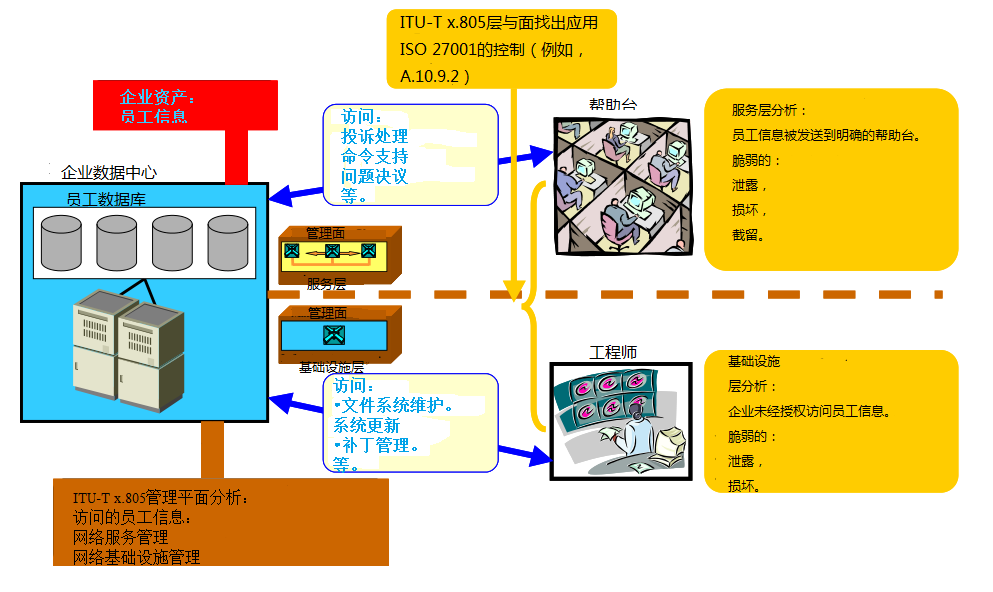 ITU-T x.805层与面找出应用
ISO 27001的控制（例如，
A.10.9.2）
企业资产：
员工信息
访问：
投诉处理
命令支持
问题决议
等。
帮助台
服务层分析：
员工信息被发送到明确的帮助台。
脆弱的：
泄露，
损坏，
截留。
企业数据中心
员工数据库
管理面
服务层
管理面
基础设施层
访问：
•文件系统维护。
系统更新
•补丁管理。
等。
工程师
基础设施
层分析：
企业未经授权访问员工信息。
脆弱的：
泄露，
损坏。
ITU-T x.805管理平面分析：
访问的员工信息：
网络服务管理
网络基础设施管理